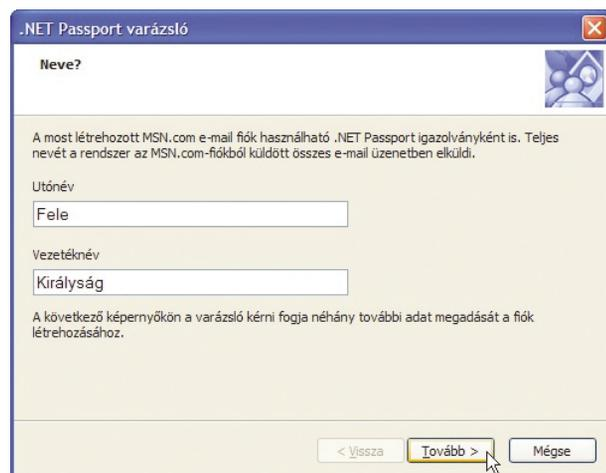 .NET Passport varázsló
Neve?
A most létrehozott MSN.com e-mail fiók használható .NET Passport igazolványként is. Teljes
nevét a rendszer az MSN.com-fiókból küldött összes e-mail üzenetben elküldi.
Utónév
Fele
Vezetéknév
Királyság
A következő képernyőkön a varázsló kérni fogja néhány további adat megadását a fiók
létrehozásához.
< Vissza Tovább > Mégse